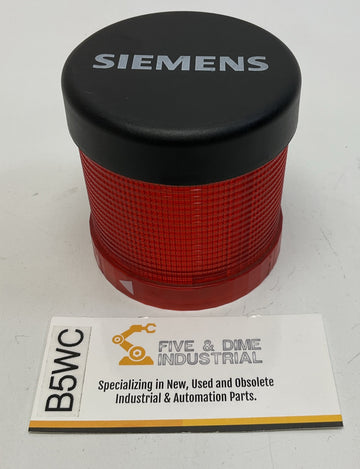 SIEMENS
B5WC
FIVE & DIME
INDUSTRIAL
Specializing in New, Used and Obsolete
Industrial & Automation Parts.